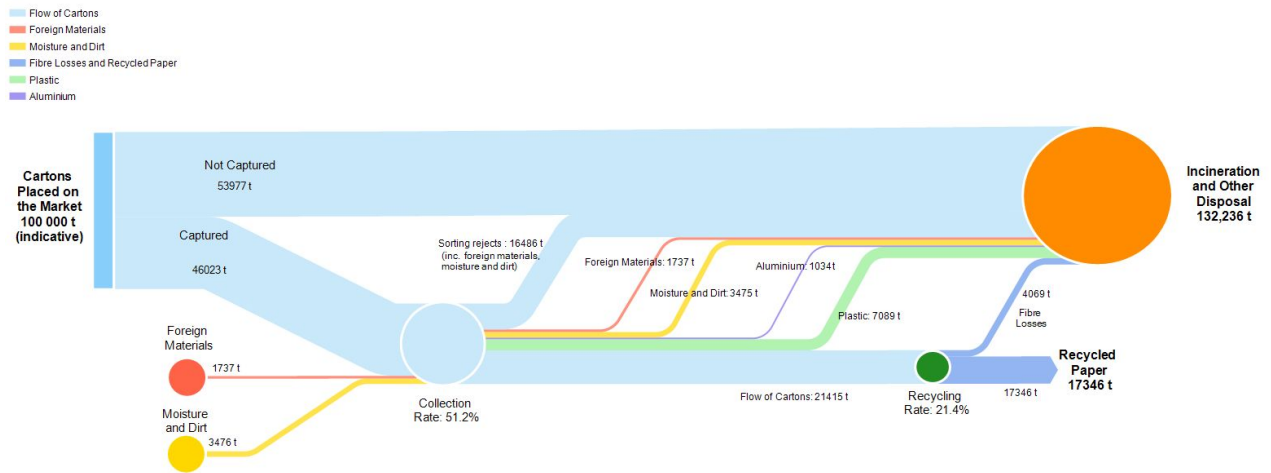 Flow of Cartons
Foreign Materials
Moisture and Dirt
Fibre Losses and Recycled Paper
Plastic
Aluminium
Cartons
Placed on
the Market
100 000 t
(indicative)
Not Captured
53977 t
Captured
46023 t
Foreign
Materials
1737 t
Moisture
and Dirt
3476 t
Collection
Rate: 51.2%
Sorting rejects : 16486 t
(inc. foreign materials,
moisture and dirt)
Foreign Materials: 1737 t
Moisture and Dirt: 3475 t
Aluminium: 1034t
Plastic: 7089 t
Flow of Cartons: 21415 t
Recycling
Rate: 21.4%
4069 t
Fibre
Losses
17346 t
Recycled
Paper
17346 t
Incineration
and Other
Disposal
132,236 t